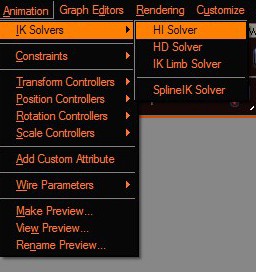 Animation Graph Editors Rendering Customize
IK Solvers
Constraints
Transform Controllers
Position Controllers
Rotation Controllers
Scale Controllers
Add Custom Attribute
Wire Parameters
Make Preview...
View Preview...
Rename Preview...
HI Solver
HD Solver
IK Limb Solver
SplineIK Solver